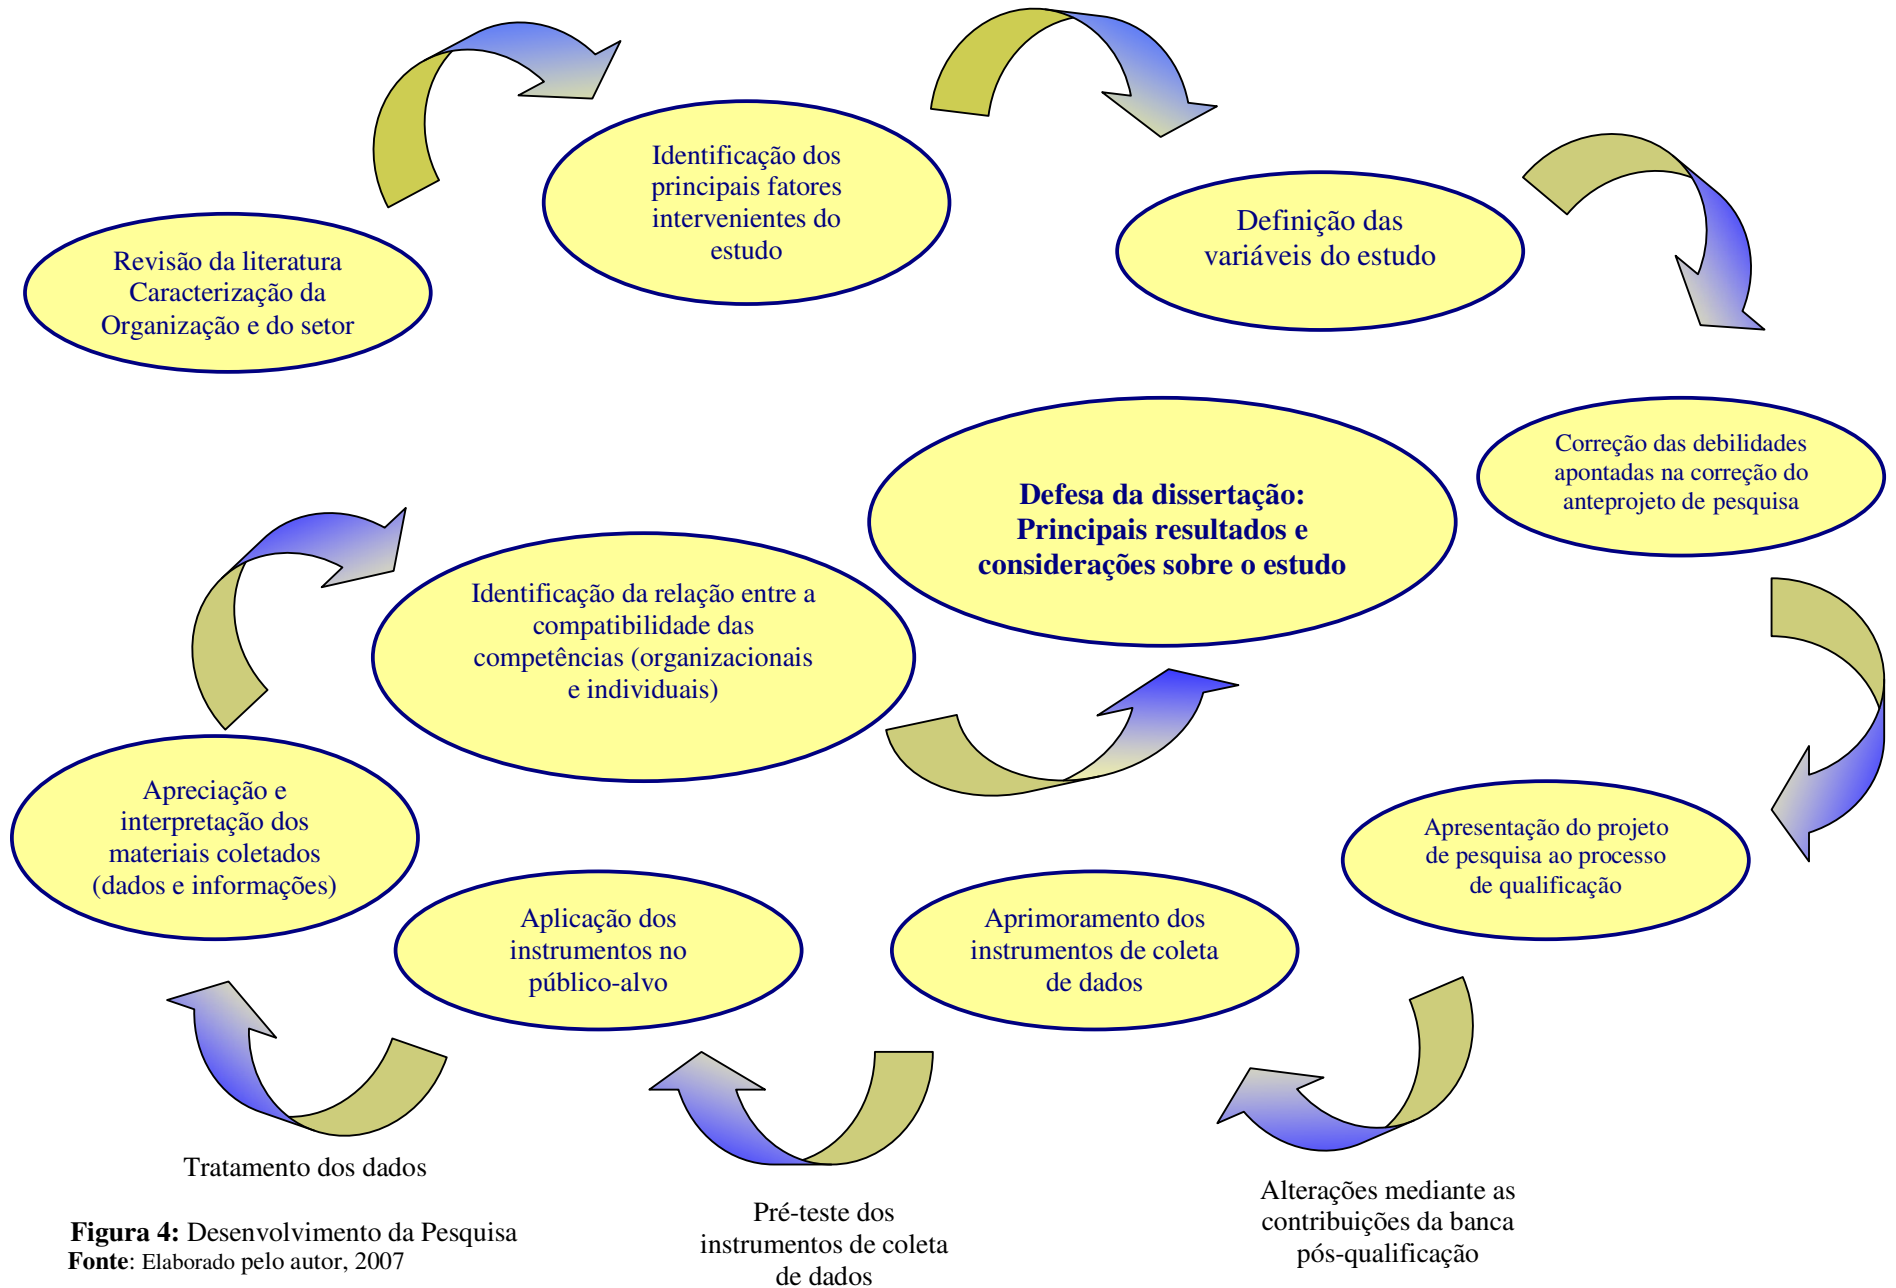 Revisão da literatura
Caracterização da
Organização e do setor
Identificação dos
principais fatores
intervenientes do
estudo
Definição das
variáveis do estudo
Correção das debilidades
apontadas na correção do
anteprojeto de pesquisa
Apresentação do projeto
de pesquisa ao processo
de qualificação
Alterações mediante as
contribuições da banca
pós-qualificação
Aprimoramento dos
instrumentos de coleta
de dados
Pré-teste dos
instrumentos de coleta
de dados
Aplicação dos
instrumentos no
público-alvo
Tratamento dos dados
Apreciação e
interpretação dos
materiais coletados
(dados e informações)
Identificação da relação entre a
compatibilidade das
competências (organizacionais
e individuais)
Defesa da dissertação:
Principais resultados e
considerações sobre o estudo
Figura 4: Desenvolvimento da Pesquisa
Fonte: Elaborado pelo autor, 2007